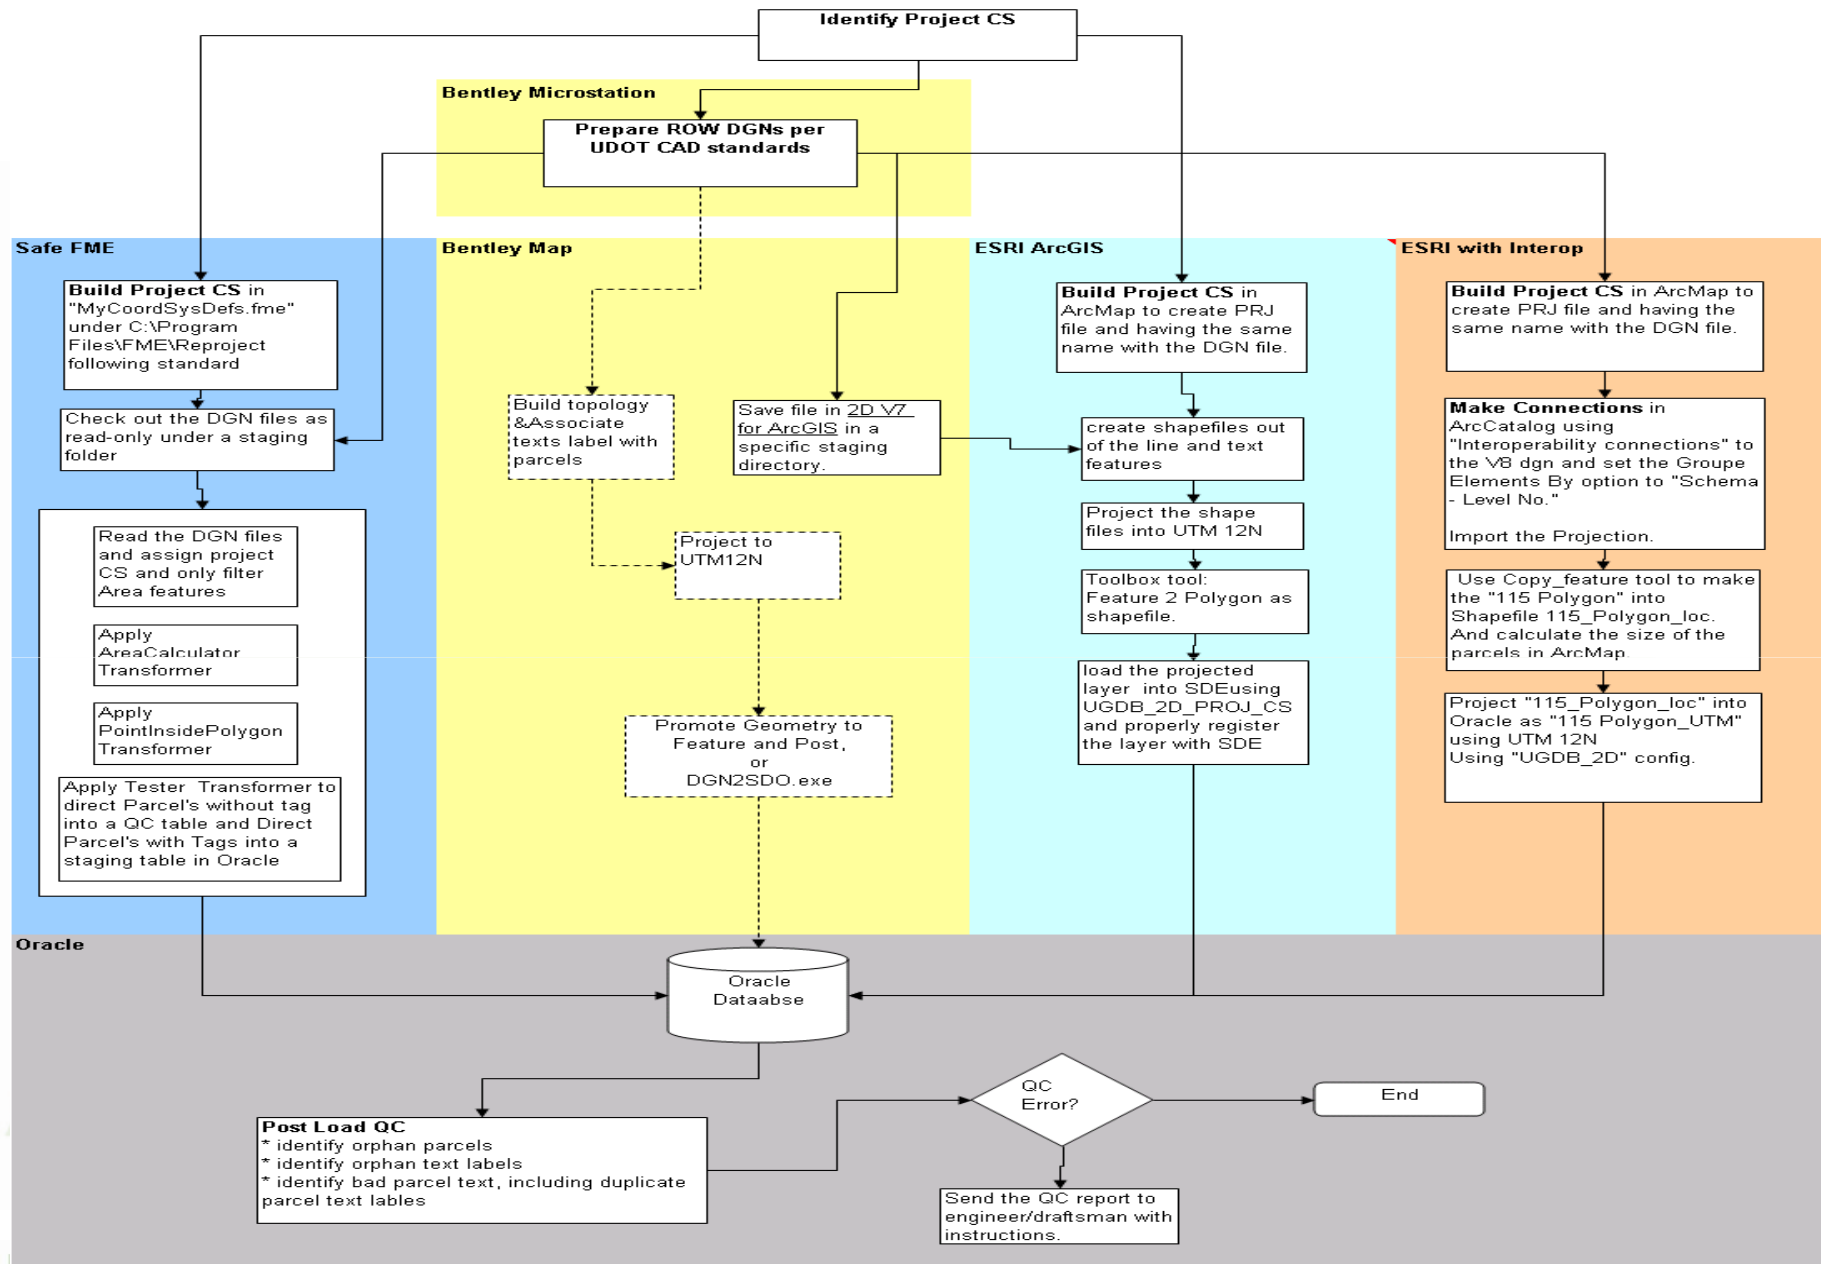 Identify Project CS
Bentley Microstation
Prepare ROW DGNs per
UDOT CAD standards
Safe FME
Build Project CS in
"MyCoordSysDefs.fme"
under C:\Program
Files\FME\Reproject
following standard
Check out the DGN files as
read-only under a staging
folder
Read the DGN files
and assign project
CS and only filter
Area features
Apply
AreaCalculator
Transformer
Apply
PointInsidePolygon
Transformer
Apply Tester Transformer to
direct Parcel's without tag
into a QC table and Direct
Parcel's with Tags into a
staging table in Oracle
Bentley Map
Build topology
&Associate
texts label with
parcels
Save file in 2D V7
for ArcGIS in a
specific staging
directory.
Project to
UTM12N
Promote Geometry to
Feature and Post,
or
DGN2SDO.exe
ESRI ArcGIS
Build Project CS in
ArcMap to create PRJ
file and having the same
name with the DGN file.
create shapefiles out
of the line and text
features
Project the shape
files into UTM 12N
Toolbox tool:
Feature 2 Polygon as
shapefile.
load the projected
layer into SDEusing
UGDB_2D_PROJ_CS
and properly register
the layer with SDE
ESRI with Interop
Build Project CS in ArcMap to
create PRJ file and having the
same name with the DGN file.
Make Connections in
ArcCatalog using
"Interoperability connections" to
the V8 dgn and set the Groupe
Elements By option to "Schema
- Level No."
Import the Projection.
Use Copy_feature tool to make
the "115 Polygon" into
Shapefile 115_Polygon_loc.
And calculate the size of the
parcels in ArcMap.
Project "115_Polygon_loc" into
Oracle as "115 Polygon_UTM"
using UTM 12N
Using "UGDB_2D" config.
Oracle
Oracle
Dataabse
Post Load QC
* identify orphan parcels
* identify orphan text labels
* identify bad parcel text, including duplicate
parcel text lables
QC
Error?
End
Send the QC report to
engineer/draftsman with
instructions.